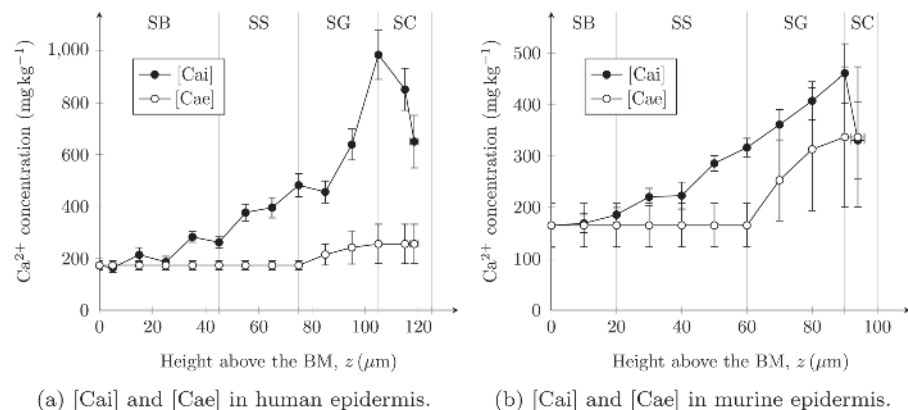 SB SS SG SC
1,000
800
600
400
200
0
Ca²⁺ concentration (mg kg⁻¹)
[Cai]
[Cae]
0 20 40 60 80 100 120
Height above the BM, z (μm)
(a) [Cai] and [Cae] in human epidermis.
SB SS SG SC
500
400
300
200
100
0
Ca²⁺ concentration (mg kg⁻¹)
[Cai]
[Cae]
0 20 40 60 80 100
Height above the BM, z (μm)
(b) [Cai] and [Cae] in murine epidermis.